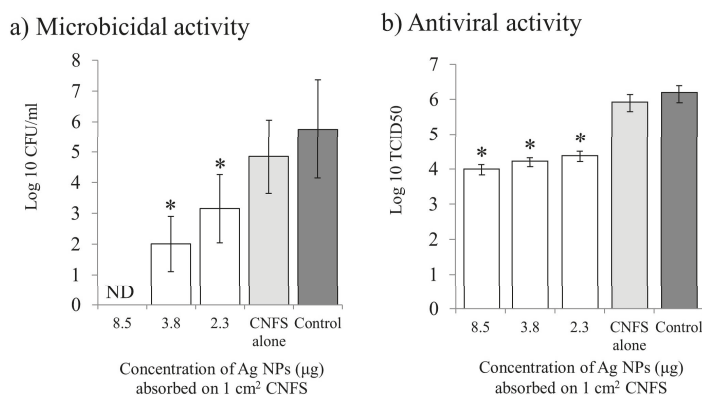 a) Microbicidal activity
Log 10 CFU/ml
8
7
6
5
4
3
2
1
0
ND
*
*
8.5
3.8
2.3
CNFS
alone
Control
Concentration of Ag NPs (μg)
absorbed on 1 cm² CNFS
b) Antiviral activity
Log 10 TCID50
7
6
5
4
3
2
1
0
*
*
*
8.5
3.8
2.3
CNFS
alone
Control
Concentration of Ag NPs (μg)
absorbed on 1 cm² CNFS